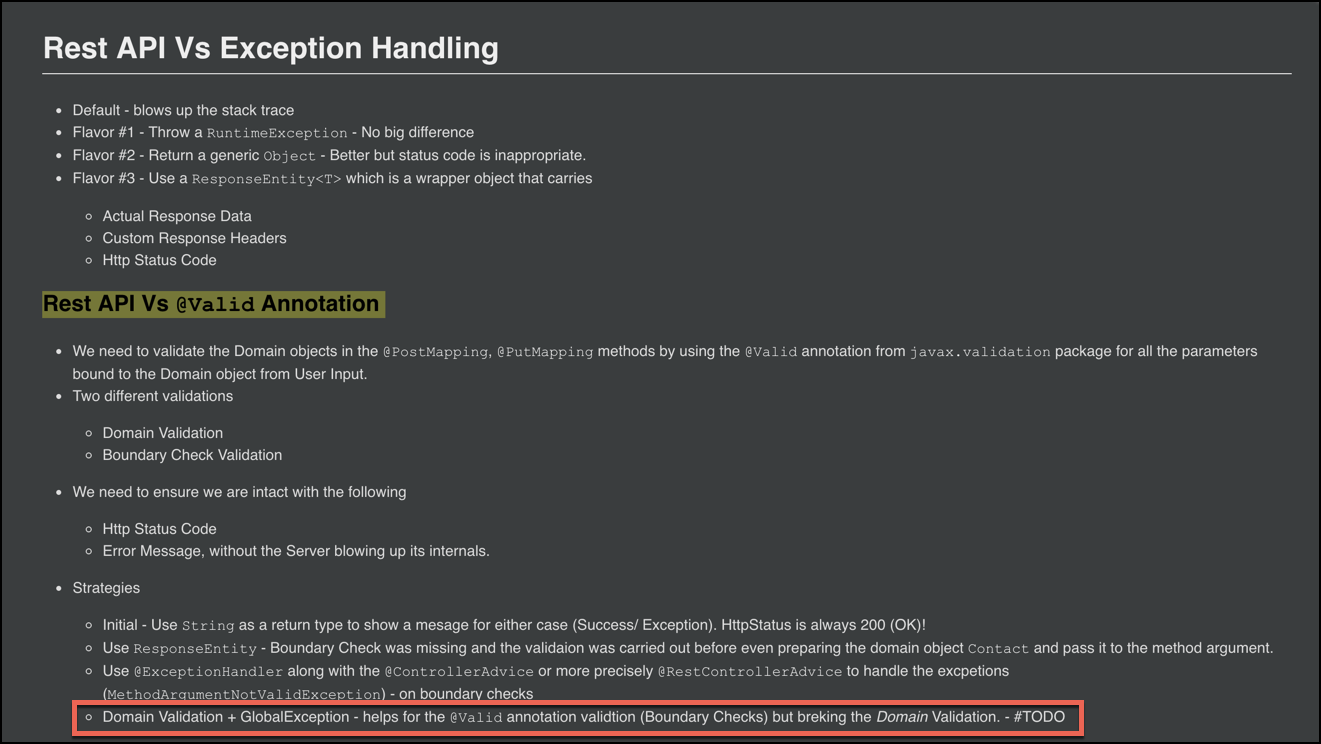 Rest API Vs Exception Handling
Default - blows up the stack trace
Flavor #1 - Throw a RuntimeException - No big difference
Flavor #2 - Return a generic Object - Better but status code is inappropriate.
Flavor #3 - Use a ResponseEntity<T> which is a wrapper object that carries
Actual Response Data
Custom Response Headers
Http Status Code
Rest API Vs @Valid Annotation
We need to validate the Domain objects in the @PostMapping, @PutMapping methods by using the @Valid annotation from javax.validation package for all the parameters
bound to the Domain object from User Input.
Two different validations
Domain Validation
Boundary Check Validation
We need to ensure we are intact with the following
Http Status Code
Error Message, without the Server blowing up its internals.
Strategies
Initial - Use String as a return type to show a mesage for either case (Success/ Exception). HttpStatus is always 200 (OK)!
Use ResponseEntity - Boundary Check was missing and the validaion was carried out before even preparing the domain object Contact and pass it to the method argument.
Use @ExceptionHandler along with the @ControllerAdvice or more precisely @RestControllerAdvice to handle the excpetions
(MethodArgumentNotValidException) - on boundary checks
Domain Validation + GlobalException - helps for the @Valid annotation validtion (Boundary Checks) but breking the Domain Validation. - #TODO